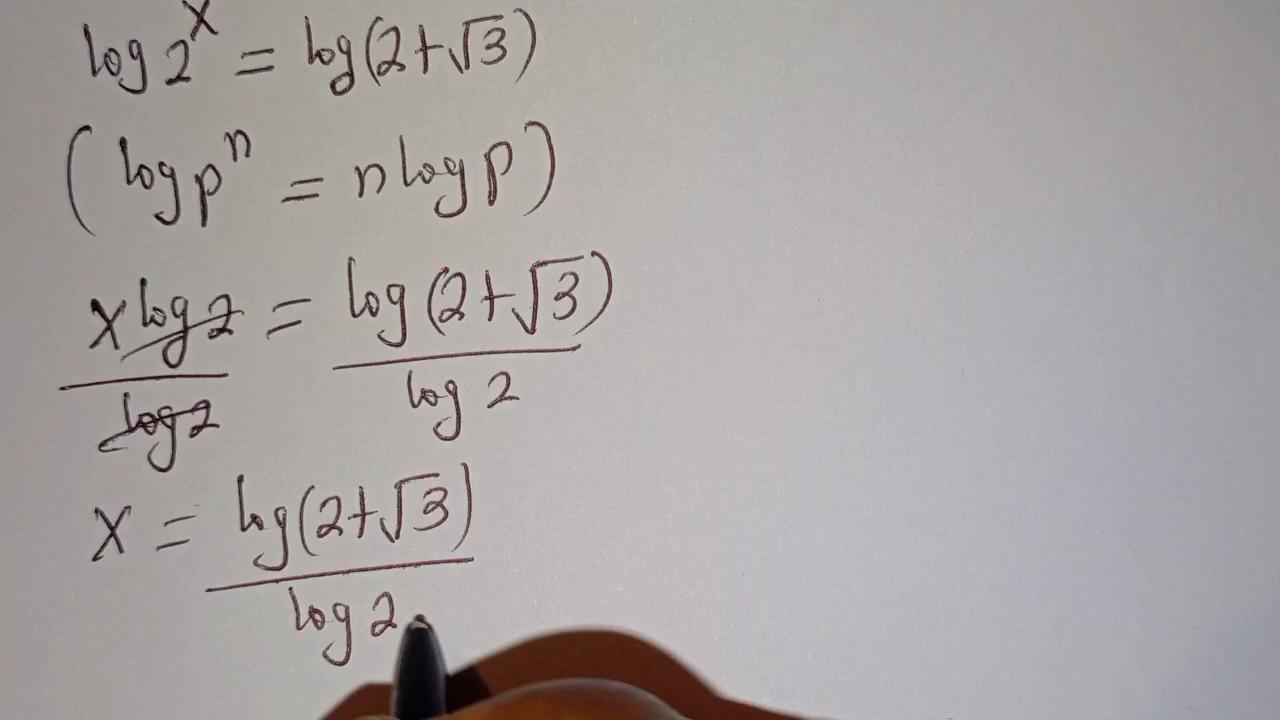 log 2^x = log(2+√3)
(log p^n = n log p)
x log 2 / log 2 = log(2+√3) / log 2
x = log(2+√3) / log 2